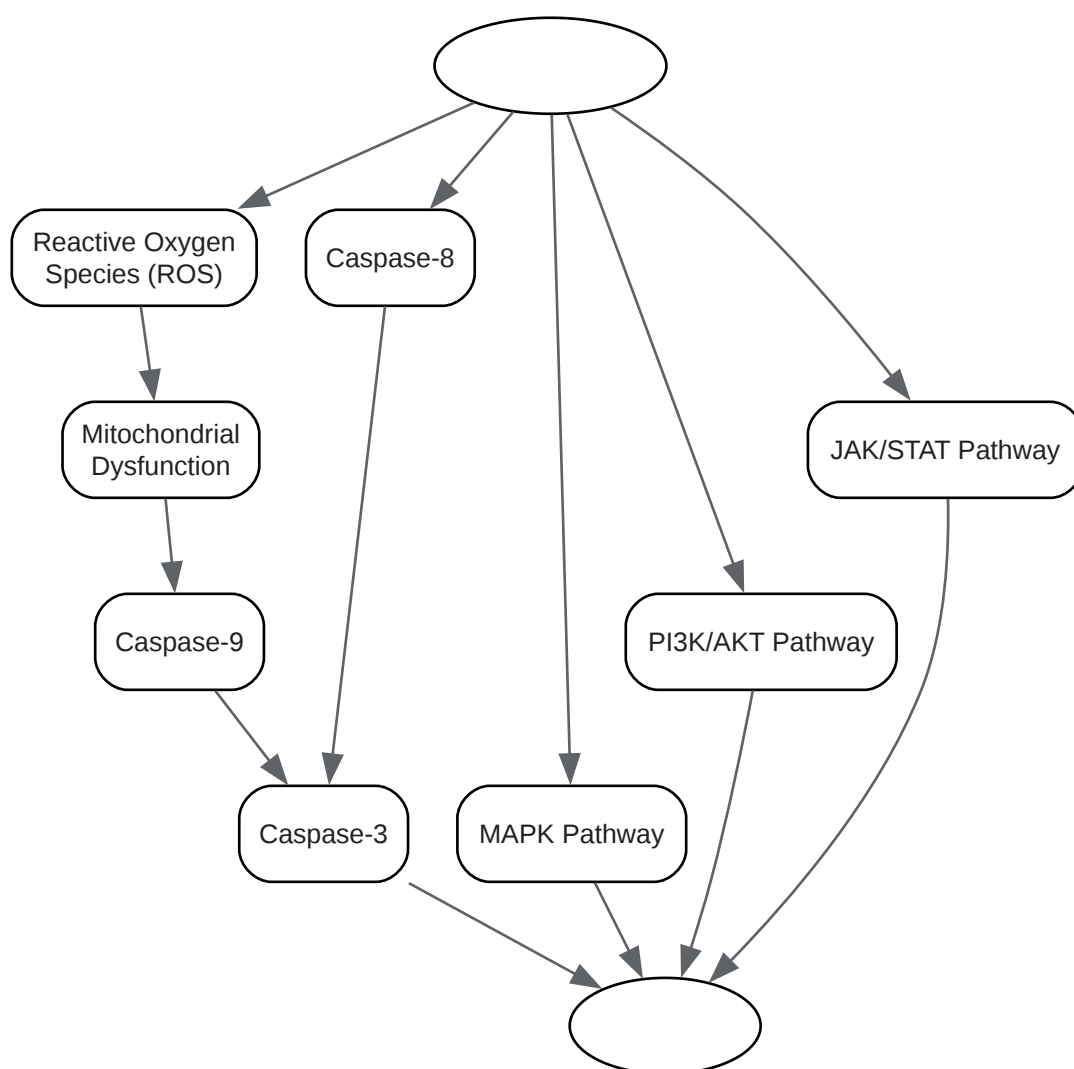 Reactive Oxygen
Species (ROS)
Caspase-8
Mitochondrial
Dysfunction
JAK/STAT Pathway
Caspase-9
PI3K/AKT Pathway
Caspase-3
MAPK Pathway